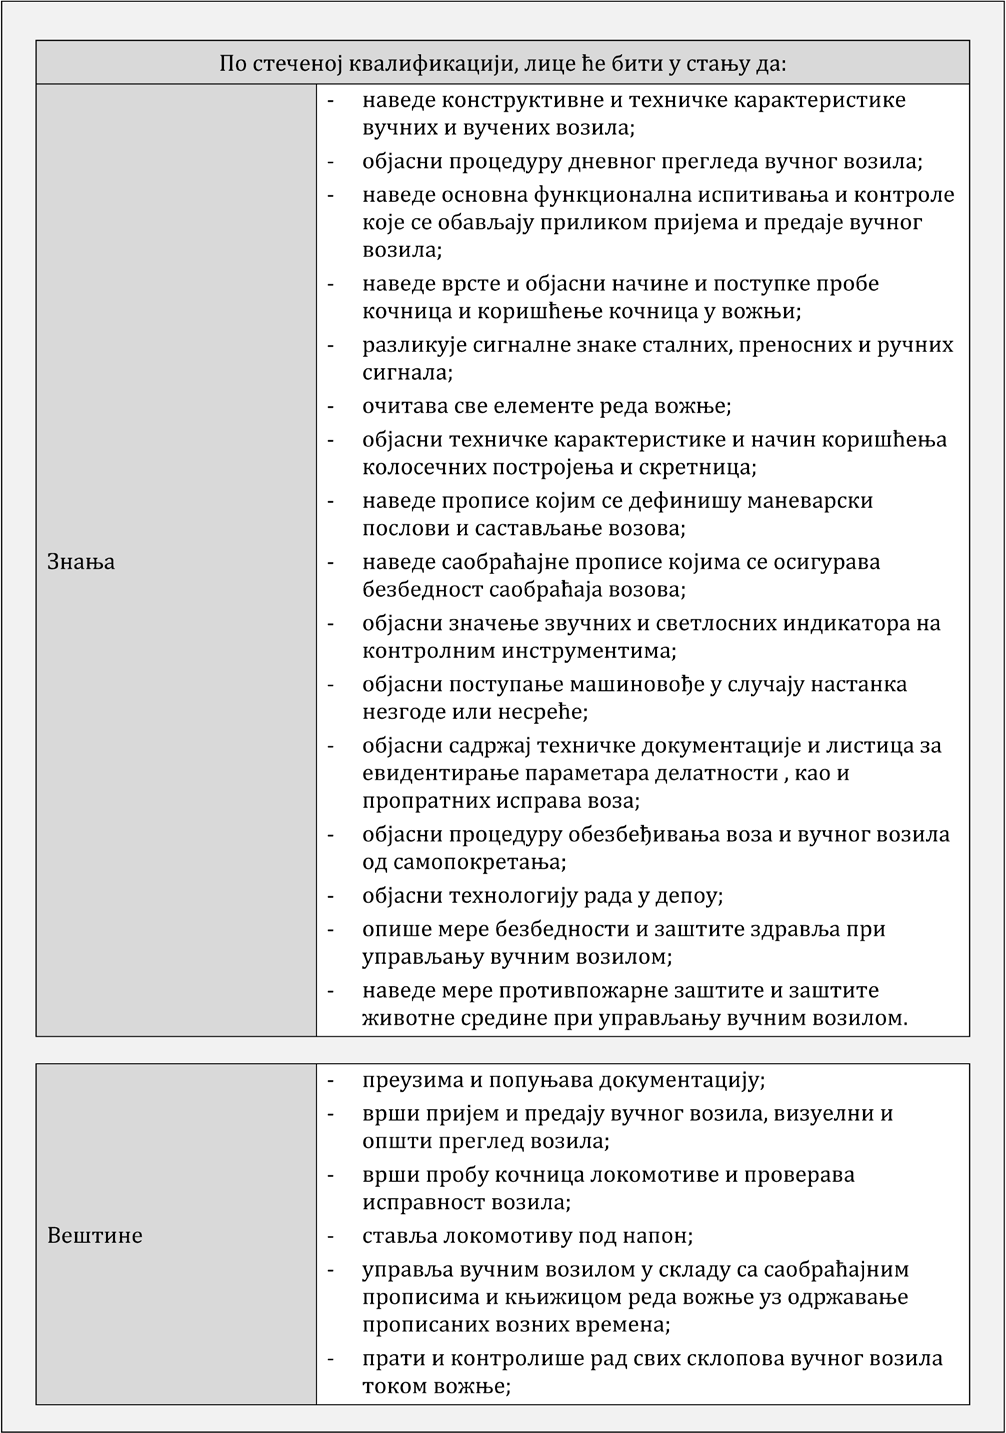 По стеченој квалификацији, лице ће бити у стању да:
Знања
- наведе конструктивне и техничке карактеристике
вучних и вучених возила;
- објасни процедуру дневног прегледа вучног возила;
- наведе основна функционална испитивања и контроле
које се обављају приликом пријема и предаје вучног
возила;
- наведе врсте и објасни начине и поступке пробе
кочница и коришћење кочница у вожњи;
- разликује сигналне знаке сталних, преносних и ручних
сигнала;
- очитава све елементе реда вожње;
- објасни техничке карактеристике и начин коришћења
колосечних постројења и скретница;
- наведе прописе којим се дефинишу маневарски
послови и састављање возова;
- наведе саобраћајне прописе којима се осигурава
безбедност саобраћаја возова;
- објасни значење звучних и светлосних индикатора на
контролним инструментима;
- објасни поступање машиновође у случају настанка
незгоде или несреће;
- објасни садржај техничке документације и листица за
евидентирање параметара делатности , као и
пропратних исправа воза;
- објасни процедуру обезбеђивања воза и вучног возила
од самопокретања;
- објасни технологију рада у депоу;
- опише мере безбедности и заштите здравља при
управљању вучним возилом;
- наведе мере противпожарне заштите и заштите
животне средине при управљању вучним возилом.
Вештине
- преузима и попуњава документацију;
- врши пријем и предају вучног возила, визуелни и
општи преглед возила;
- врши пробу кочница локомотиве и проверава
исправност возила;
- ставља локомотиву под напон;
- управља вучним возилом у складу са саобраћајним
прописима и књижицом реда вожње уз одржавање
прописаних возних времена;
- прати и контролише рад свих склопова вучног возила
током вожње;